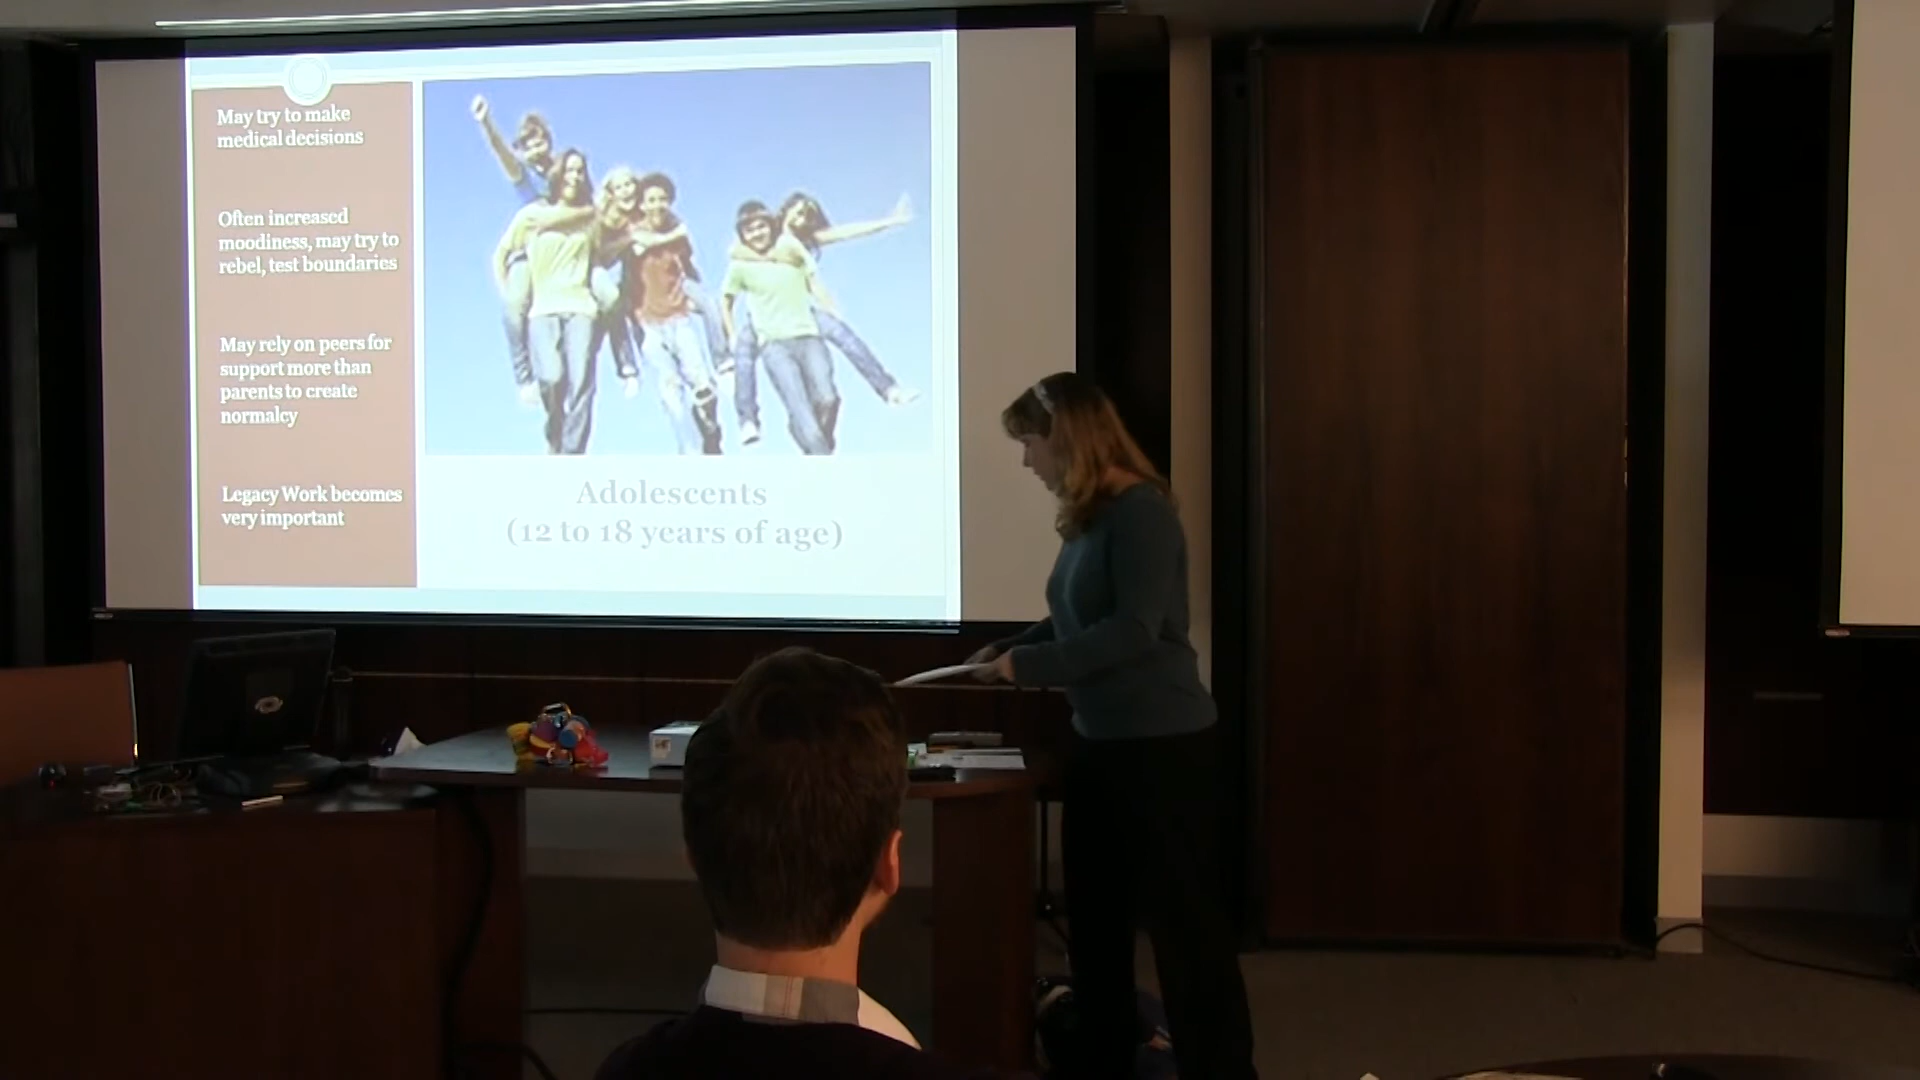 May try to make
medical decisions
Often increased
moodiness, may try to
rebel, test boundaries
May rely on peers for
support more than
parents to create
normalcy
Legacy Work becomes
very important
Adolescents
(12 to 18 years of age)